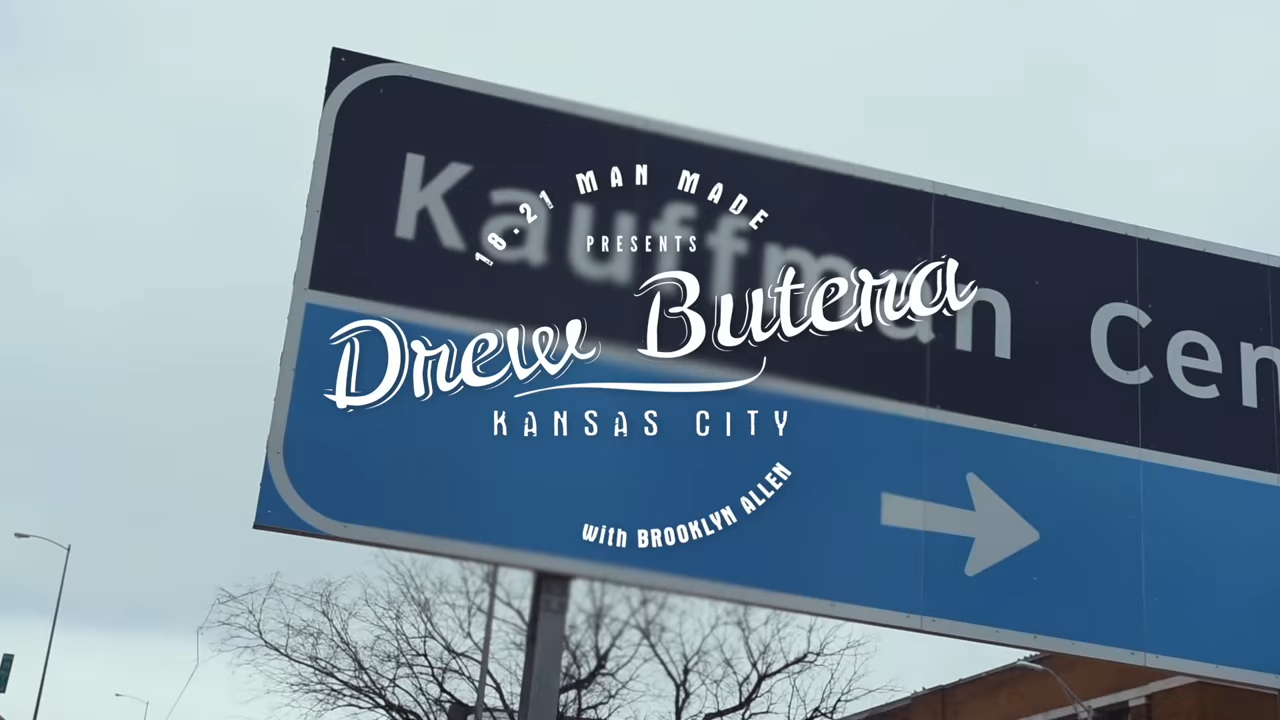 18.21 MAN MADE
PRESENTS
Drew Butera
KANSAS CITY
with BROOKLYN ALLEN
Kauffman Cen